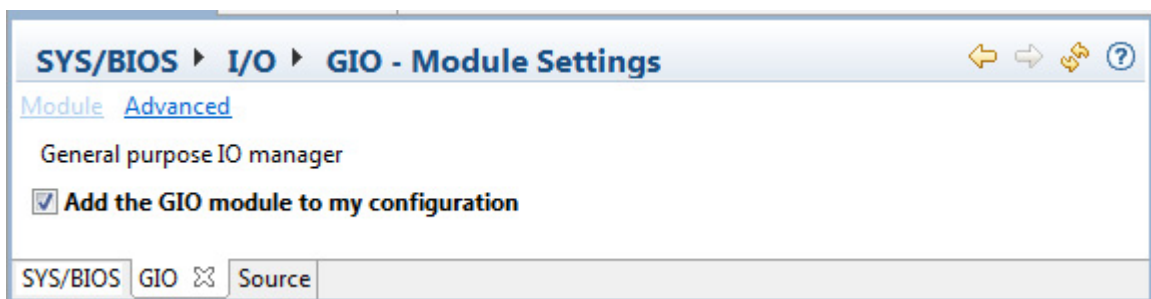 SYS/BIOS ▸ I/O ▸ GIO - Module Settings
Module Advanced
General purpose IO manager
Add the GIO module to my configuration
SYS/BIOS GIO Source